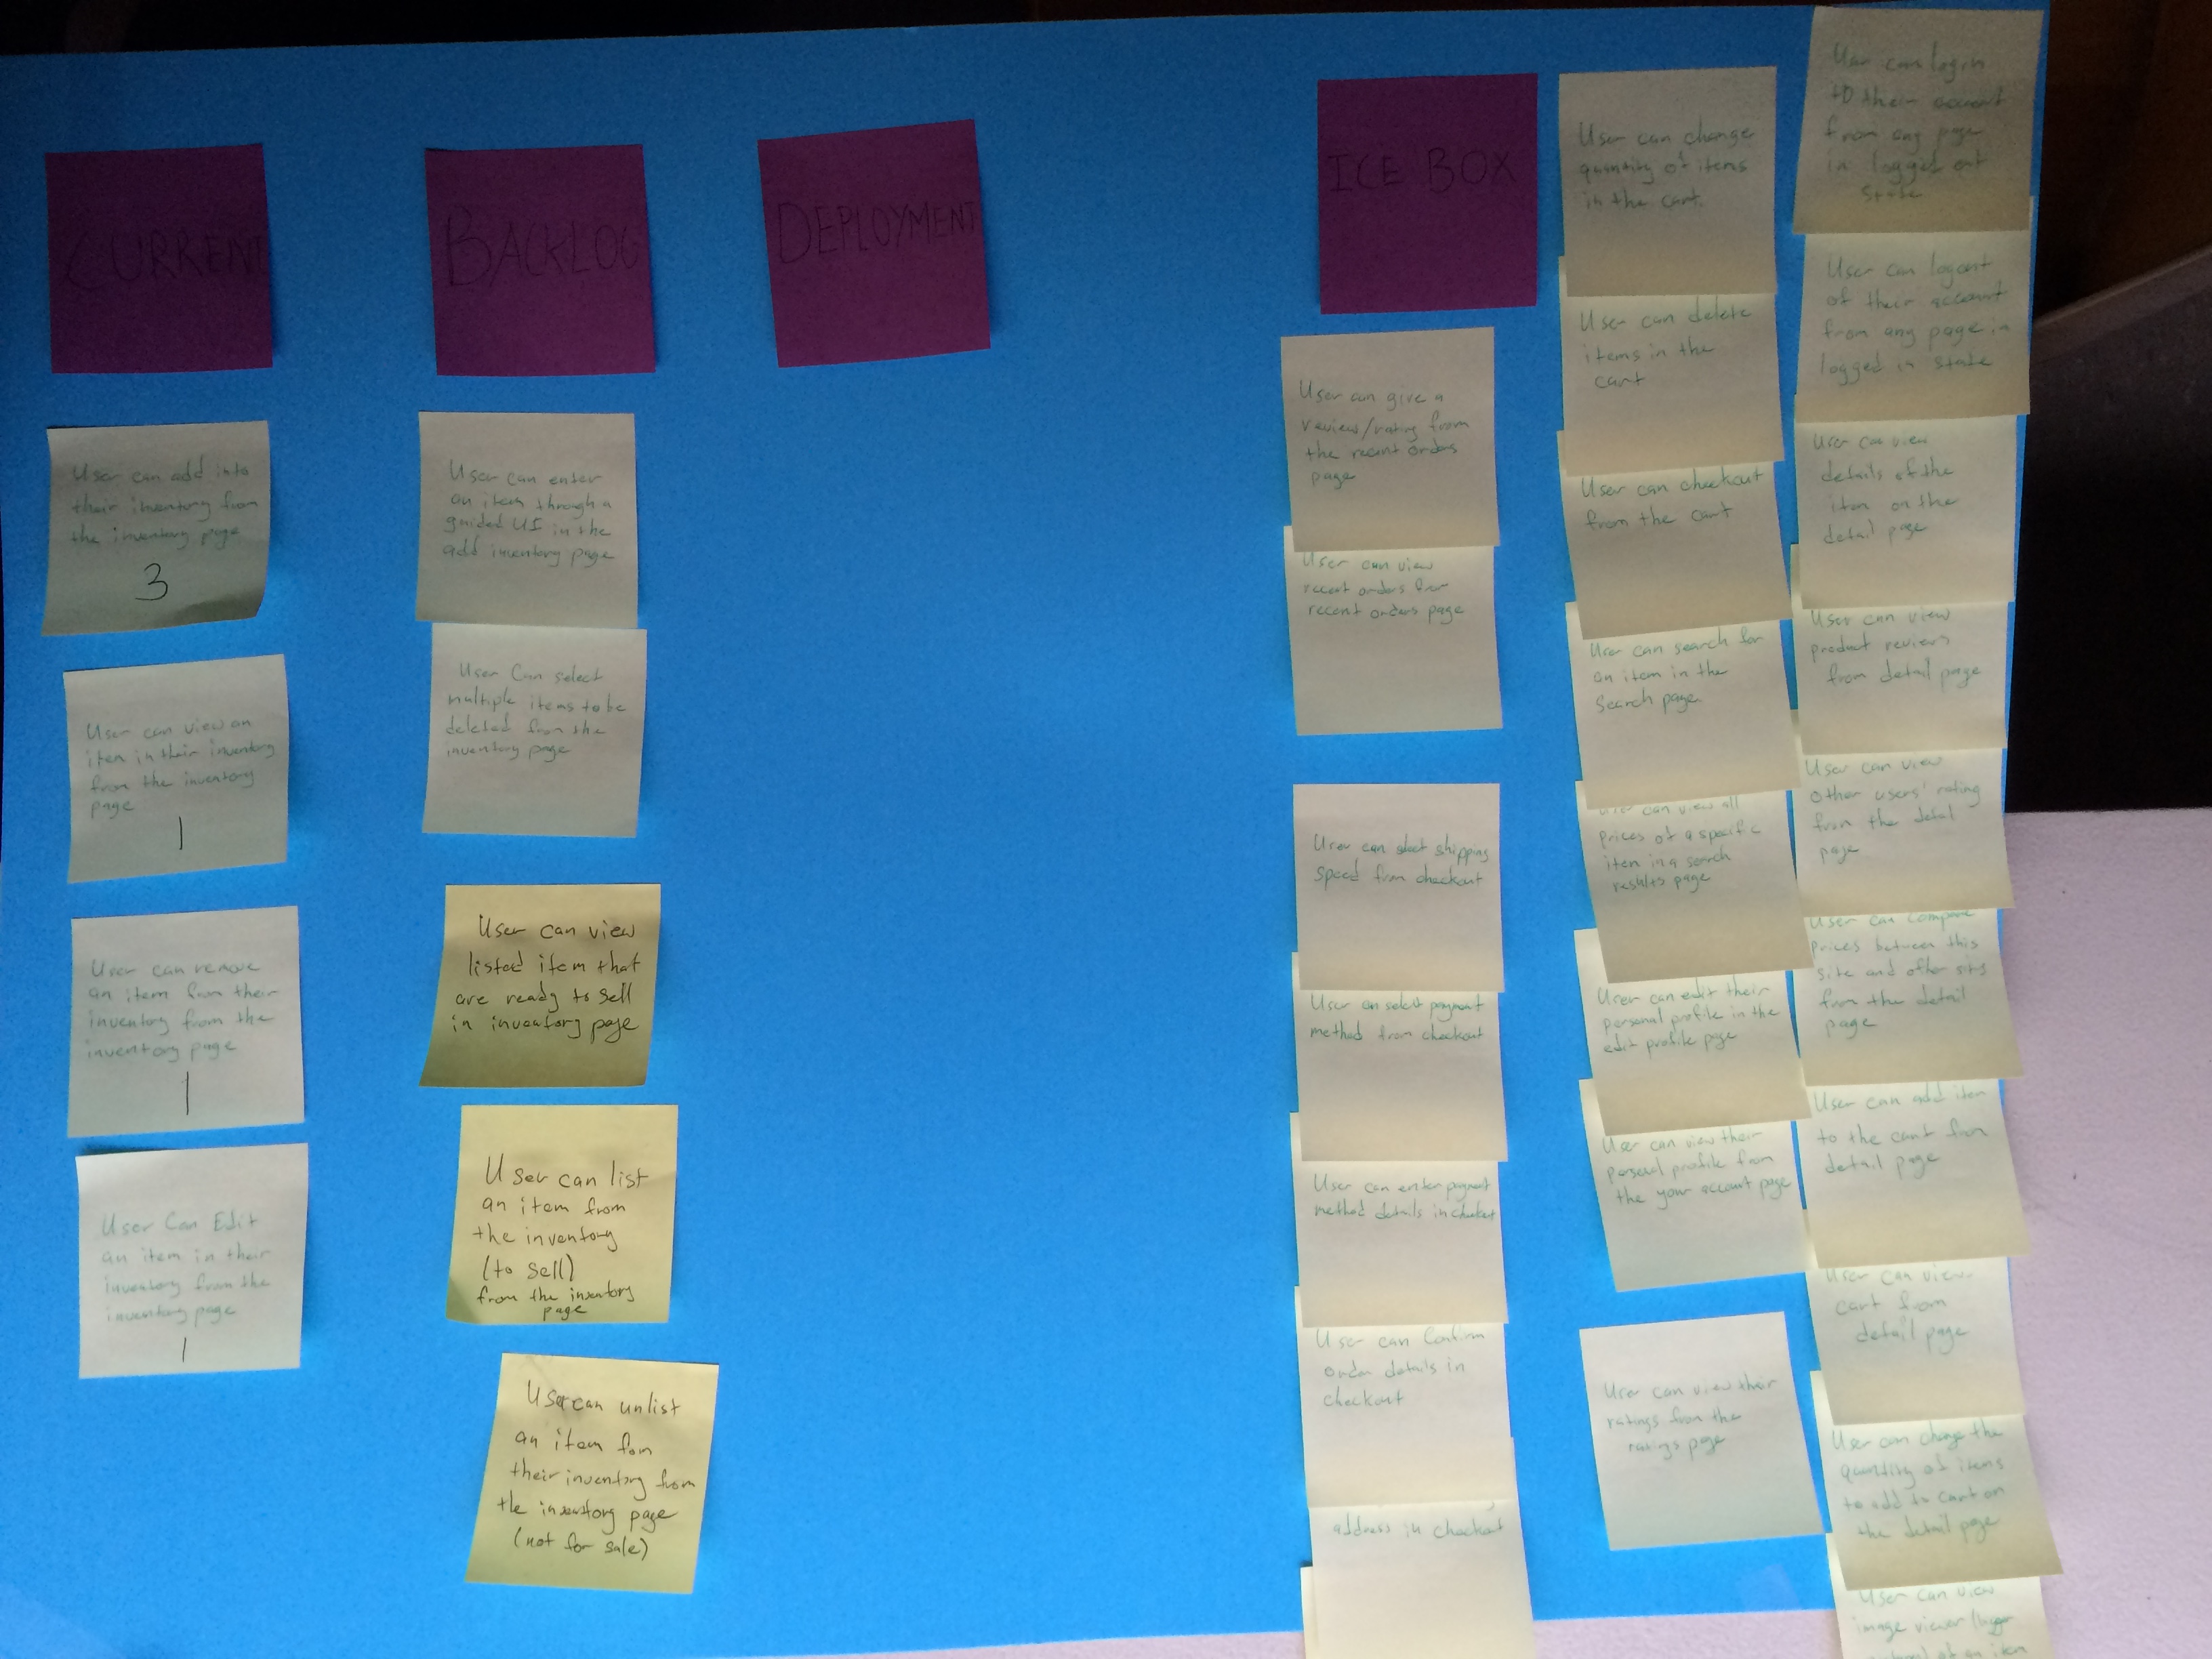 CURRENT
User can add into
their inventory from
the inventory page
3
User can view an
item in their inventory
from the inventory
page
1
User can remove
an item from their
inventory from the
inventory page
1
User Can Edit
an item in their
inventory from the
inventory page
1
BACKLOG
User can enter
an item through a
guided UI in the
add inventory page
User Can select
multiple items to be
deleted from the
inventory page
User can view
listed item that
are ready to sell
in inventory page
User can list
an item from
the inventory
(to sell)
from the inventory
page
User can unlist
an item fom
their inventory from
the inventory page
(not for sale)
DEPLOYMENT
ICE BOX
User can give a
review/rating from
the recent orders
page
User can view
recent orders
recent orders page
User can select shipping
speed from checkout
User can select payment
method from checkout
User can enter payment
method details in checkout
User can Confirm
order details in
checkout
address in checkout
User can change
quantity of items
in the cart.
User can delete
items in the
cart
User can checkout
from the cart
User can search for
an item in the
Search page.
User can view all
prices of a specific
item in a search
results page
User can edit their
personal profile in the
edit profile page
User can view their
personal profile from
the your account page
User can view their
ratings from the
ratings page
User can login
to their account
from any page
in logged out
state
User can logout
of their account
from any page in
logged in state
User can view
details of the
item on the
detail page
User can view
product reviews
from detail page
User can view
other users' rating
from the detail
page
User can compare
prices between this
site and other sits
from the detail
page
User can add item
to the cart from
detail page
User can view
cart from
detail page
User can change the
quantity of items
to add to cart on
the detail page
User can view
image viewer
of an item